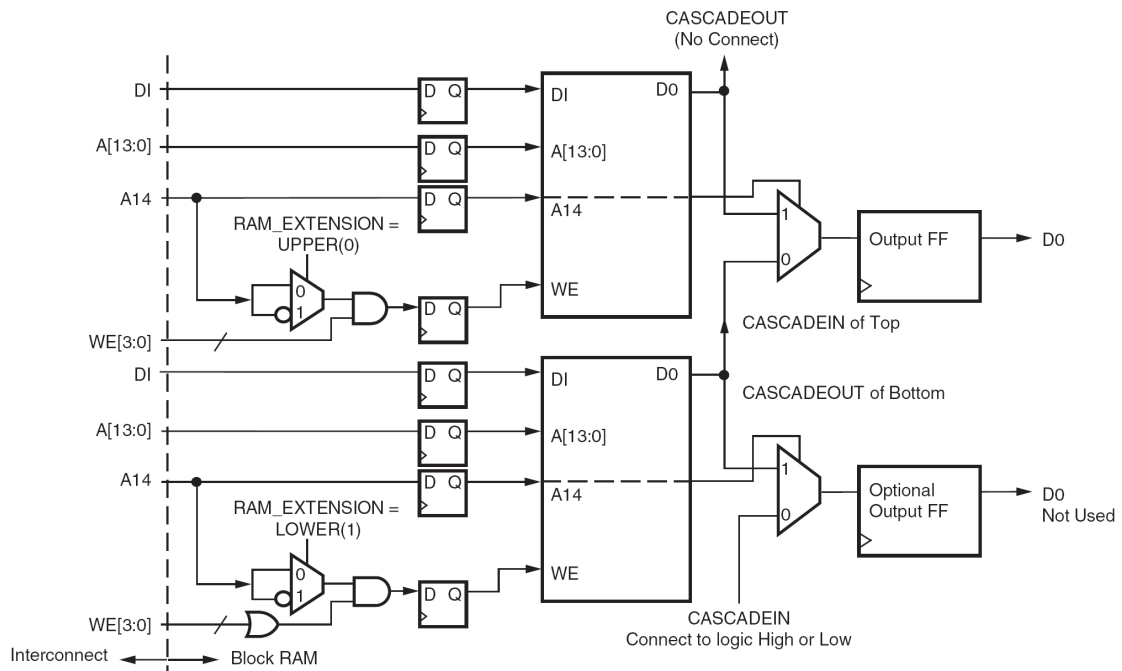 CASCADEOUT
(No Connect)
DI
D Q
DI
D0
A[13:0]
D Q
A[13:0]
A14
D Q
A14
1
RAM_EXTENSION =
UPPER(0)
Output FF
D0
0
0
1
WE
D Q
CASCADEIN of Top
WE[3:0]
DI
D Q
DI
D0
CASCADEOUT of Bottom
A[13:0]
D Q
A[13:0]
A14
D Q
A14
1
RAM_EXTENSION =
LOWER(1)
Optional
Output FF
D0
Not Used
0
0
1
WE
D Q
CASCADEIN
Connect to logic High or Low
WE[3:0]
Interconnect
Block RAM